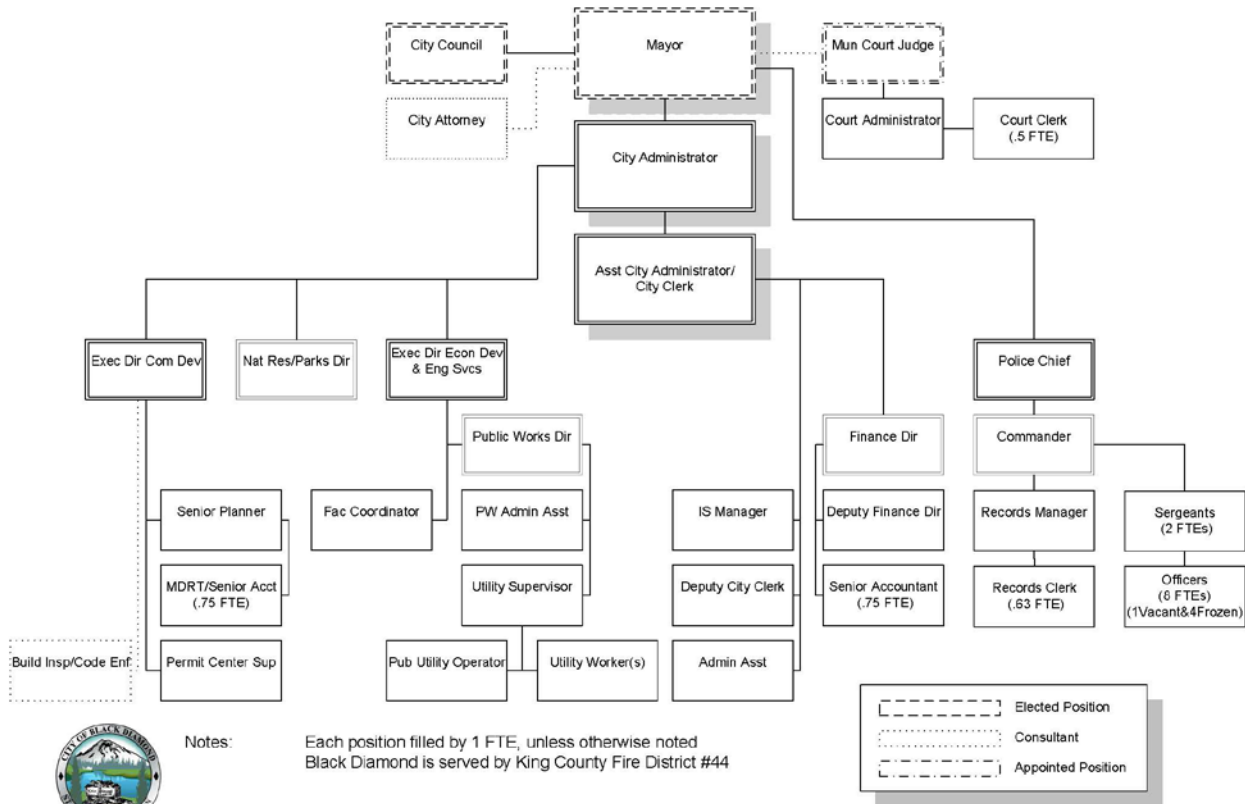 City Council
Mayor
Mun Court Judge
City Attorney
Court Administrator
Court Clerk
(.5 FTE)
City Administrator
Asst City Administrator/
City Clerk
Exec Dir Com Dev
Nat Res/Parks Dir
Exec Dir Econ Dev
& Eng Svcs
Police Chief
Public Works Dir
Finance Dir
Commander
Senior Planner
Fac Coordinator
PW Admin Asst
IS Manager
Deputy Finance Dir
Records Manager
Sergeants
(2 FTEs)
MDRT/Senior Acct
(.75 FTE)
Utility Supervisor
Deputy City Clerk
Senior Accountant
(.75 FTE)
Records Clerk
(.63 FTE)
Officers
(8 FTEs)
(1Vacant&4Frozen)
Build Insp/Code Enf
Permit Center Sup
Pub Utility Operator
Utility Worker(s)
Admin Asst
Elected Position
Consultant
Appointed Position
CITY OF BLACK DIAMOND
Notes:
Each position filled by 1 FTE, unless otherwise noted
Black Diamond is served by King County Fire District #44